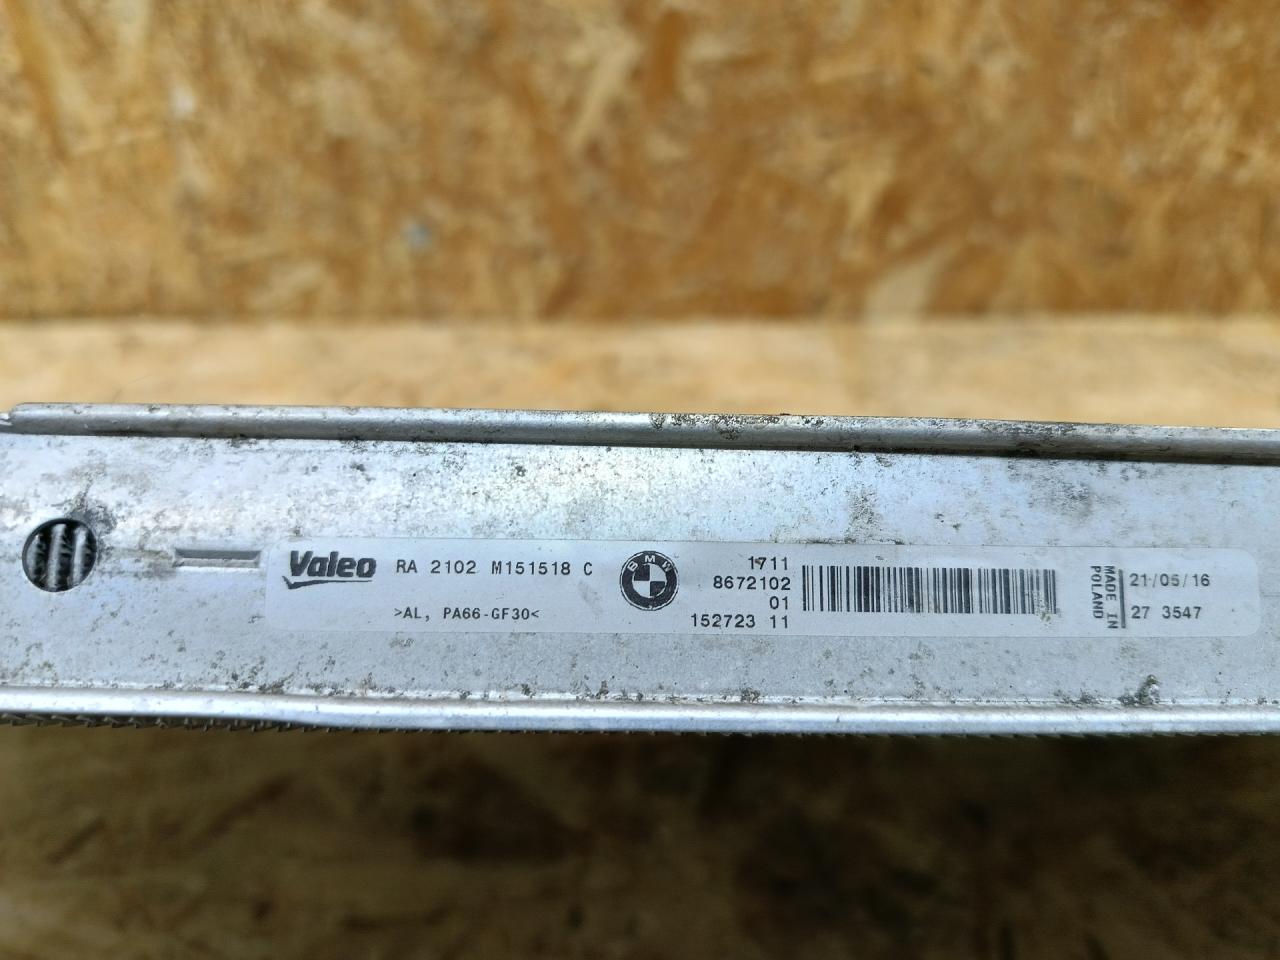 Valeo RA 2102 M151518 C
>AL, PA66-GF30<
BMW
1711
8672102
01
152723 11
MADE IN
POLAND
21/05/16
27 3547